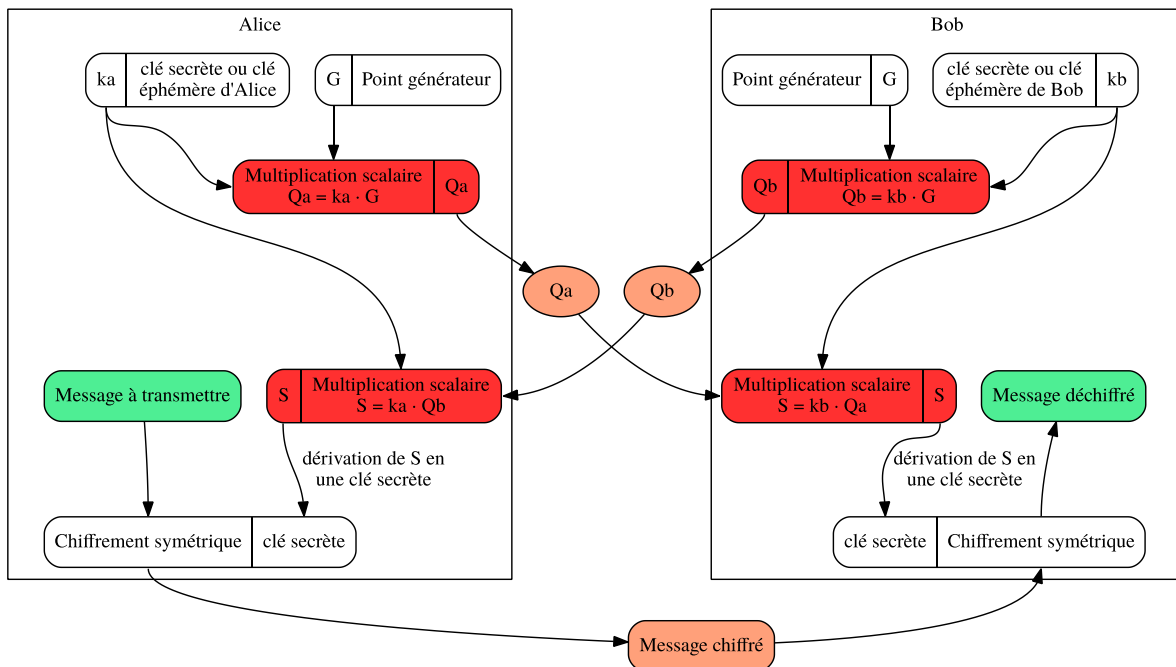 Alice
Bob
ka
clé secrète ou clé
éphémère d'Alice
G
Point générateur
Point générateur
G
clé secrète ou clé
éphémère de Bob
kb
Multiplication scalaire
Qa = ka · G
Qa
Qb
Multiplication scalaire
Qb = kb · G
Qa
Qb
Message à transmettre
S
Multiplication scalaire
S = ka · Qb
Multiplication scalaire
S = kb · Qa
S
Message déchiffré
dérivation de S en
une clé secrète
dérivation de S en
une clé secrète
Chiffrement symétrique
clé secrète
clé secrète
Chiffrement symétrique
Message chiffré